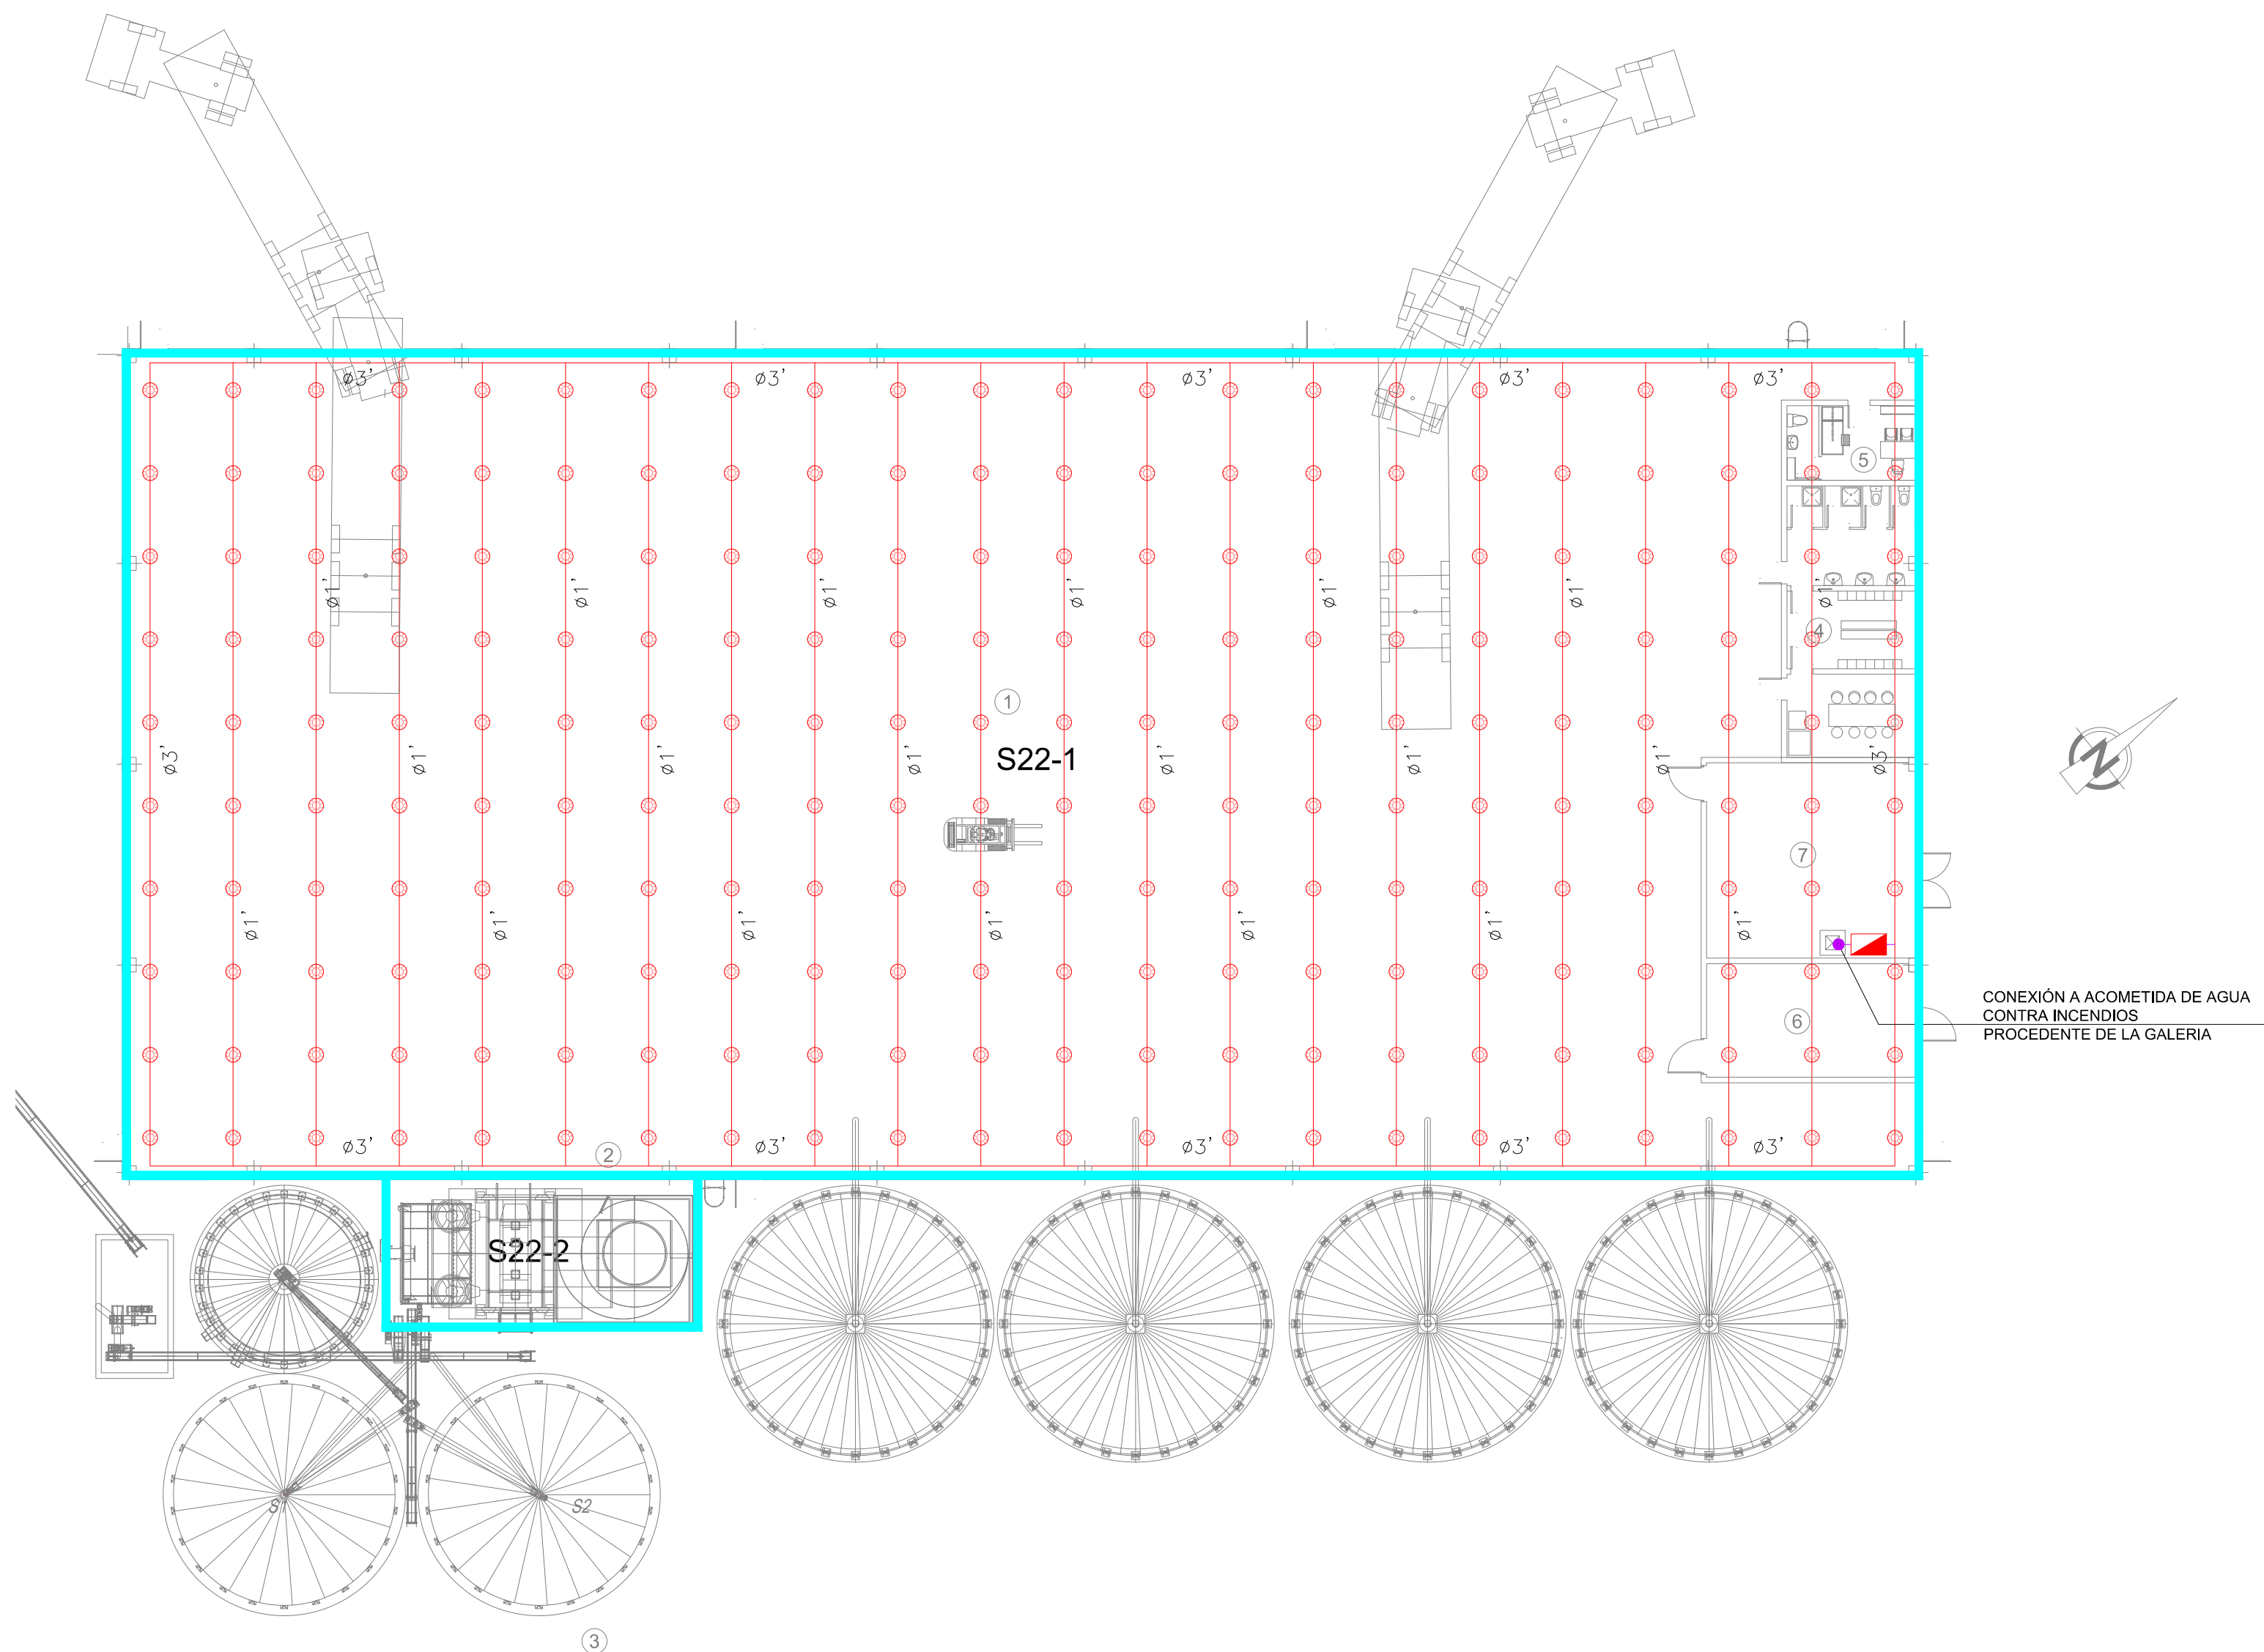 ø3' ø3' ø3' ø3' ø3'
5
ø1' ø1' ø1' ø1' ø1' ø1' ø1'
4
1
ø3' ø1' ø1' ø1' S22-1 ø1' ø1' ø1' ø3'
N
7
ø1' ø1' ø1' ø1' ø1' ø1' ø1'
CONEXIÓN A ACOMETIDA DE AGUA
CONTRA INCENDIOS
PROCEDENTE DE LA GALERIA
6
ø3' ø3' ø3' ø3' ø3'
2
S22-2
S1 S2
3